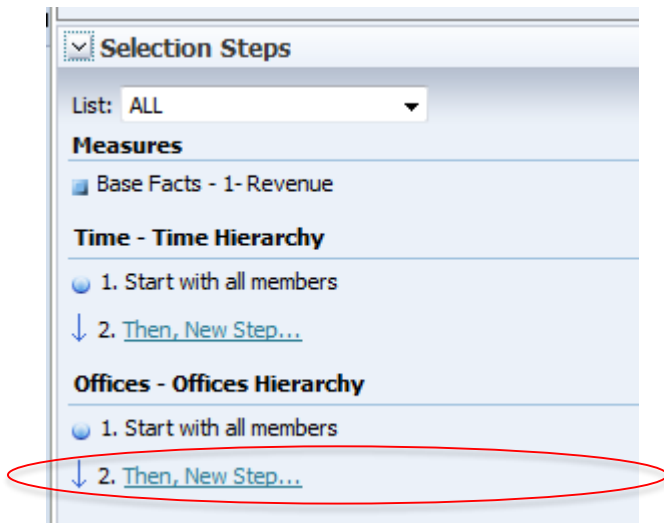 Selection Steps
List: ALL
Measures
Base Facts - 1- Revenue
Time - Time Hierarchy
1. Start with all members
2. Then, New Step...
Offices - Offices Hierarchy
1. Start with all members
2. Then, New Step...